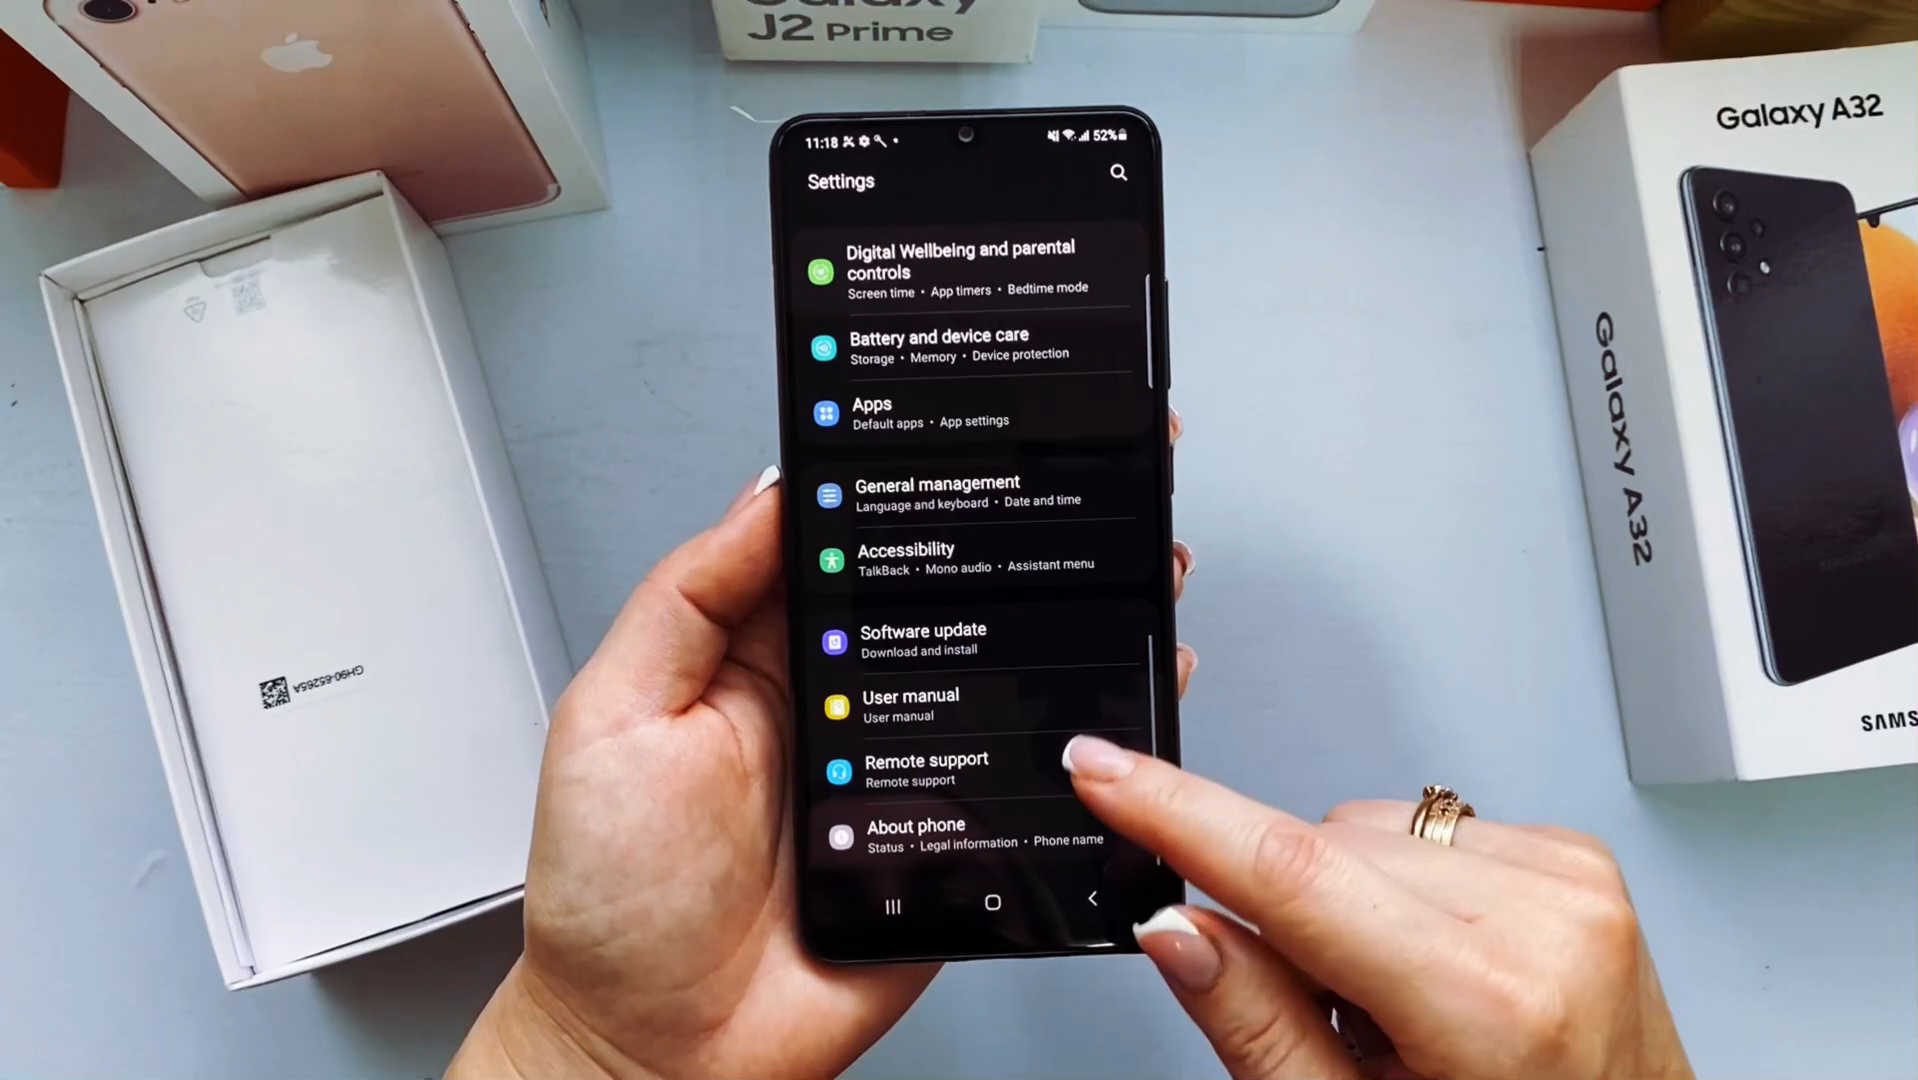 Galaxy
J2 Prime
Galaxy A32
Galaxy A32
SAMS
GH90-65265A
11:18
52%
Settings
Digital Wellbeing and parental
controls
Screen time • App timers • Bedtime mode
Battery and device care
Storage • Memory • Device protection
Apps
Default apps • App settings
General management
Language and keyboard • Date and time
Accessibility
TalkBack • Mono audio • Assistant menu
Software update
Download and install
User manual
User manual
Remote support
Remote support
About phone
Status • Legal information • Phone name